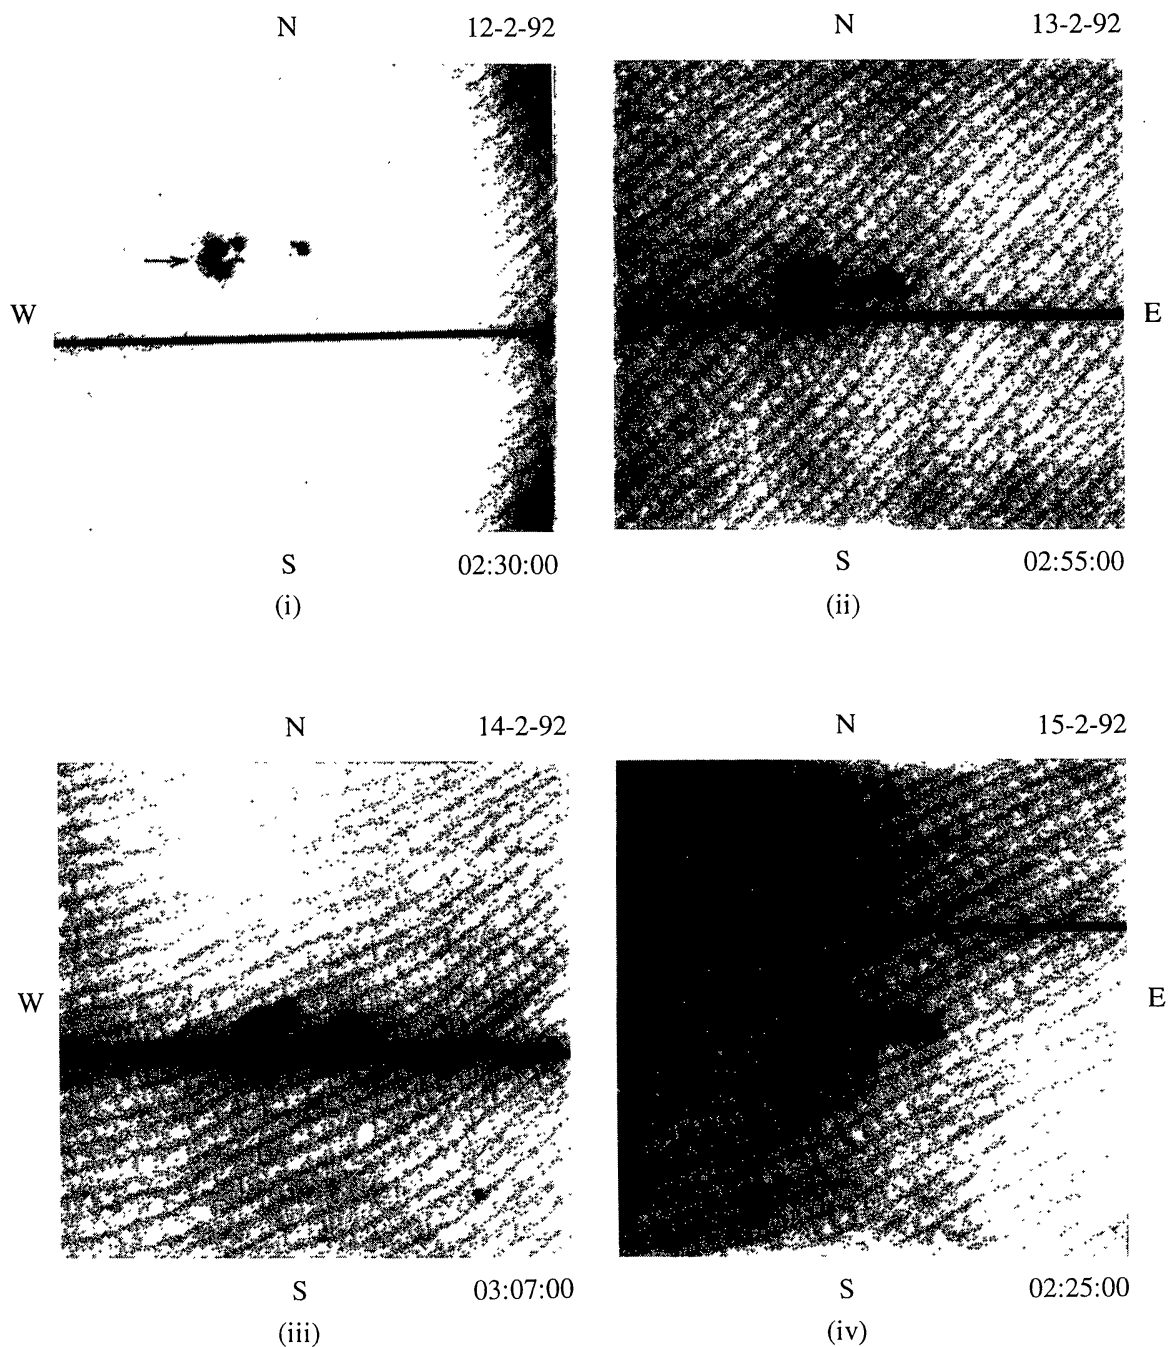 N 12-2-92
N 13-2-92
W
E
S 02:30:00
S 02:55:00
(i)
(ii)
N 14-2-92
N 15-2-92
W
E
S 03:07:00
S 02:25:00
(iii)
(iv)